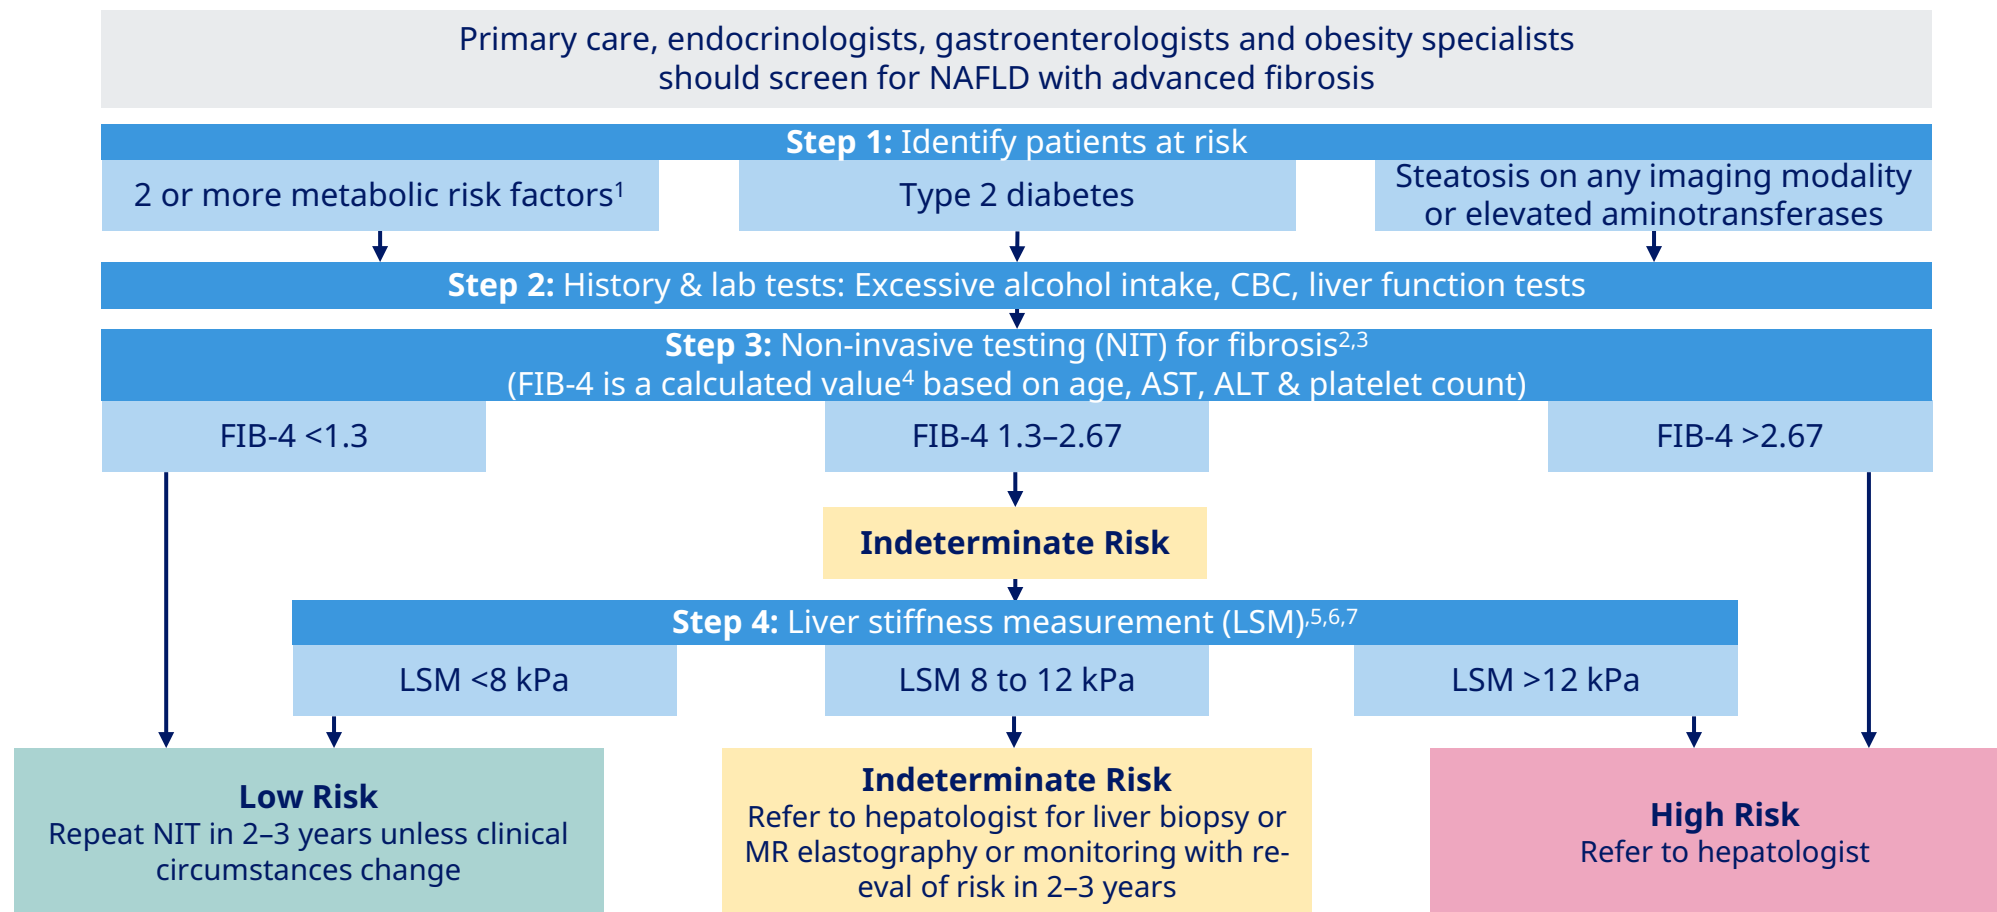 Primary care, endocrinologists, gastroenterologists and obesity specialists
should screen for NAFLD with advanced fibrosis
Step 1: Identify patients at risk
2 or more metabolic risk factors¹
Type 2 diabetes
Steatosis on any imaging modality
or elevated aminotransferases
Step 2: History & lab tests: Excessive alcohol intake, CBC, liver function tests
Step 3: Non-invasive testing (NIT) for fibrosis²,³
(FIB-4 is a calculated value⁴ based on age, AST, ALT & platelet count)
FIB-4 <1.3
FIB-4 1.3–2.67
FIB-4 >2.67
Indeterminate Risk
Step 4: Liver stiffness measurement (LSM),⁵,⁶,⁷
LSM <8 kPa
LSM 8 to 12 kPa
LSM >12 kPa
Low Risk
Repeat NIT in 2–3 years unless clinical
circumstances change
Indeterminate Risk
Refer to hepatologist for liver biopsy or
MR elastography or monitoring with re-
eval of risk in 2–3 years
High Risk
Refer to hepatologist